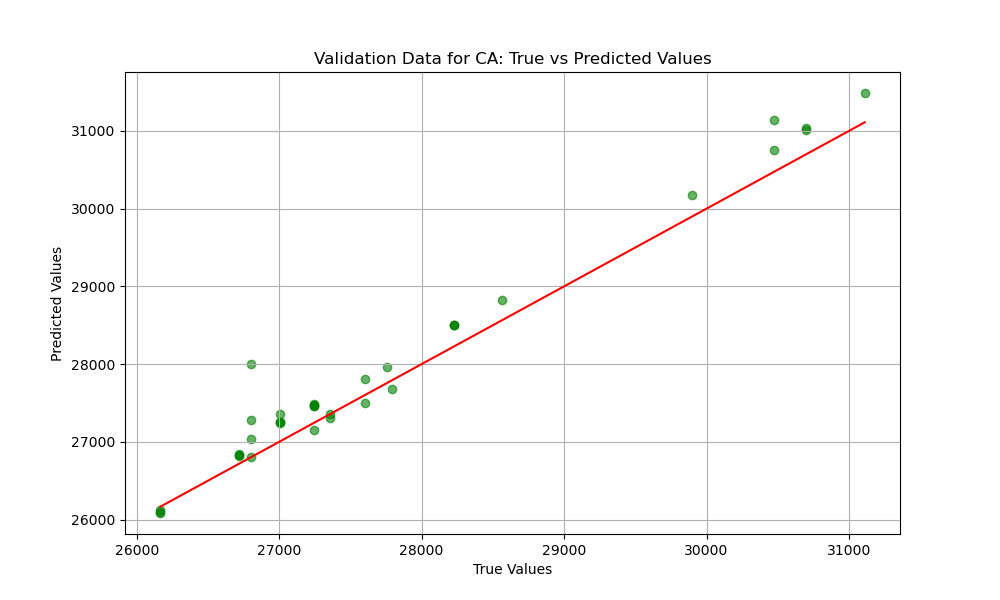 Validation Data for CA: True vs Predicted Values
Predicted Values
31000
30000
29000
28000
27000
26000
26000 27000 28000 29000 30000 31000
True Values